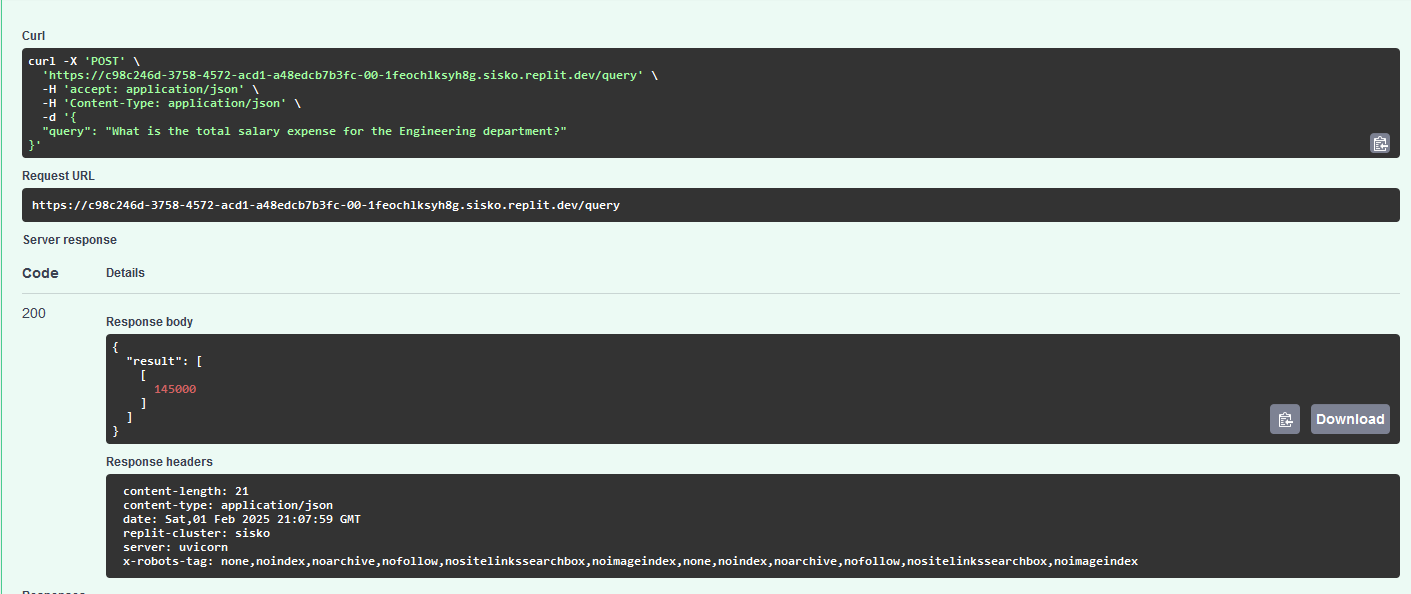 Curl
curl -X 'POST' \
  'https://c98c246d-3758-4572-acd1-a48edcb7b3fc-00-1feochlksyh8g.sisko.replit.dev/query' \
  -H 'accept: application/json' \
  -H 'Content-Type: application/json' \
  -d '{
  "query": "What is the total salary expense for the Engineering department?"
}'
Request URL
https://c98c246d-3758-4572-acd1-a48edcb7b3fc-00-1feochlksyh8g.sisko.replit.dev/query
Server response
Code Details
200
Response body
{
  "result": [
    [
      145000
    ]
  ]
}
Download
Response headers
content-length: 21
content-type: application/json
date: Sat,01 Feb 2025 21:07:59 GMT
replit-cluster: sisko
server: uvicorn
x-robots-tag: none,noindex,noarchive,nofollow,nositelinkssearchbox,noimageindex,none,noindex,noarchive,nofollow,nositelinkssearchbox,noimageindex
Responses